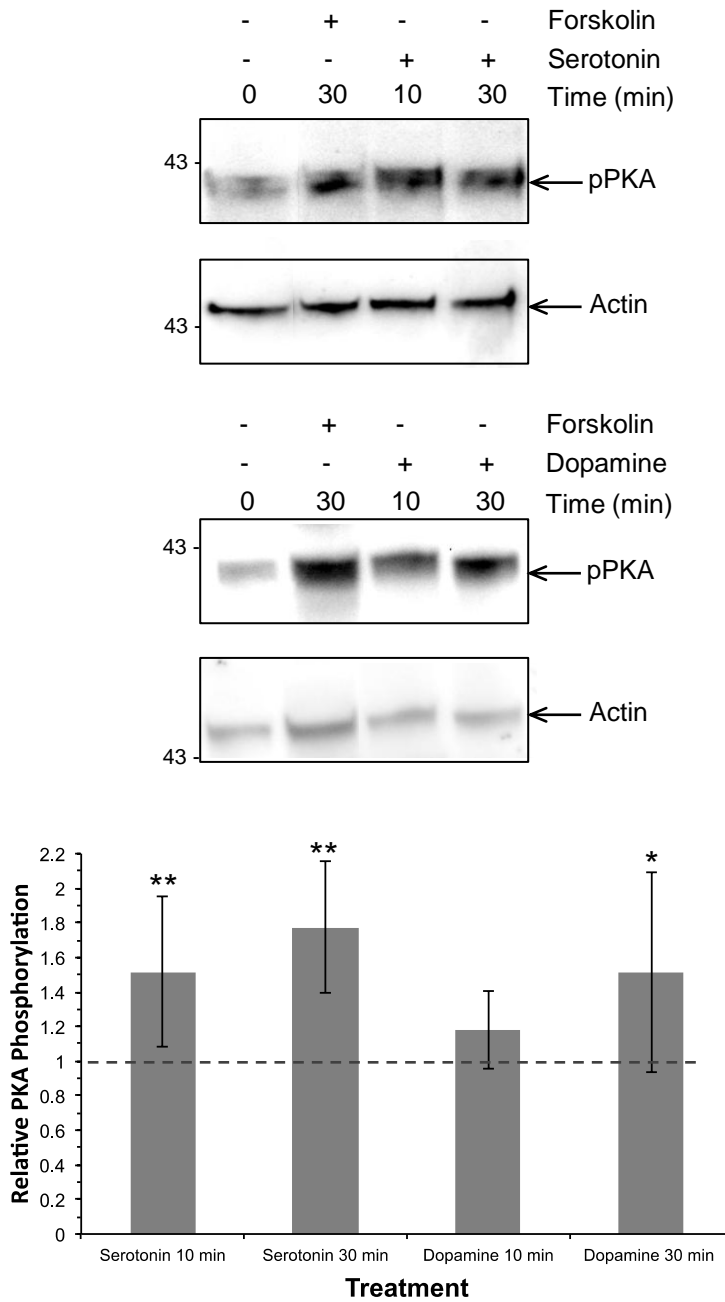 - + - - Forskolin
- - + + Serotonin
0 30 10 30 Time (min)
43 - pPKA
Actin
43 -
- + - - Forskolin
- - + + Dopamine
0 30 10 30 Time (min)
43 -
pPKA
Actin
43 -
2.2
2
1.8
1.6
1.4
1.2
1
0.8
0.6
0.4
0.2
0
Relative PKA Phosphorylation
** ** *
Serotonin 10 min Serotonin 30 min Dopamine 10 min Dopamine 30 min
Treatment